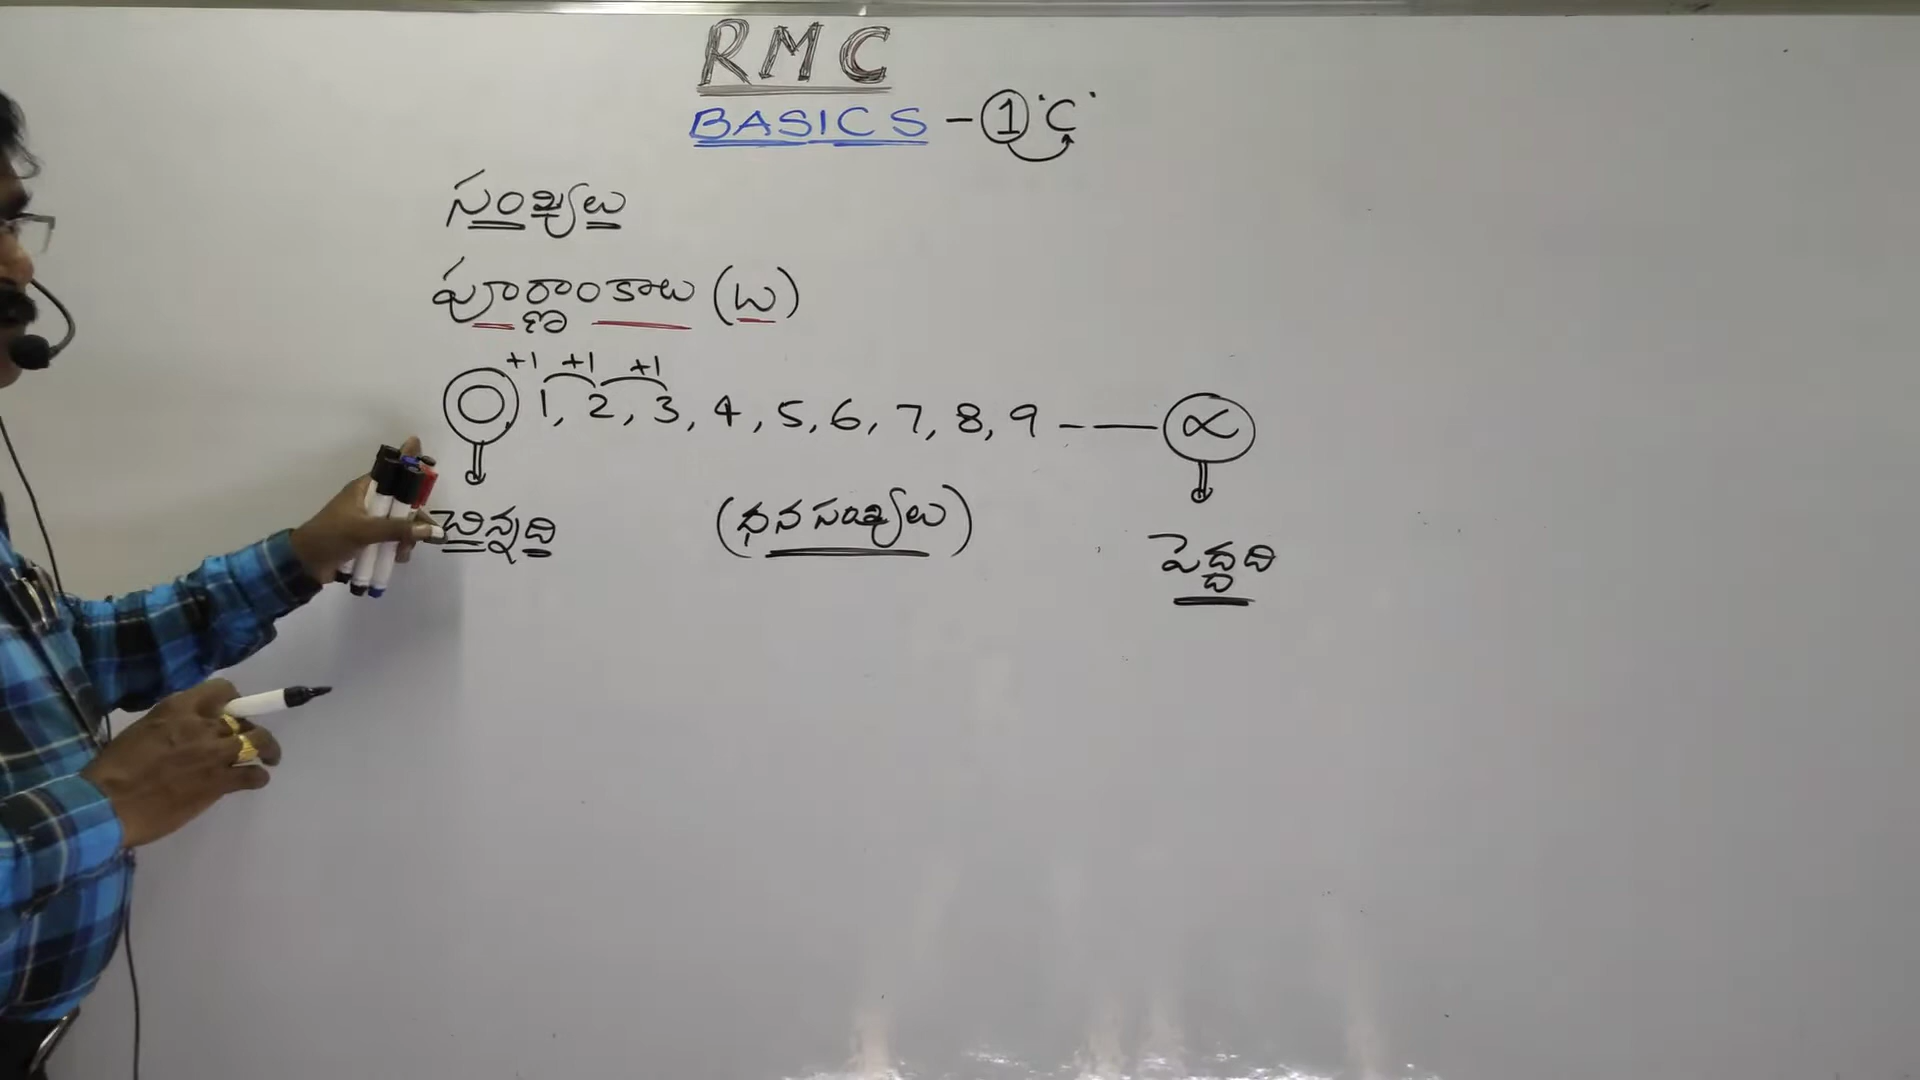 RMC
BASICS - 1 'C'
సంఖ్యలు
పూర్ణాంకాలు (W)
+1 +1 +1
0 1, 2, 3, 4, 5, 6, 7, 8, 9 - — ∝
చిన్నది (ధన సంఖ్యలు) పెద్దది